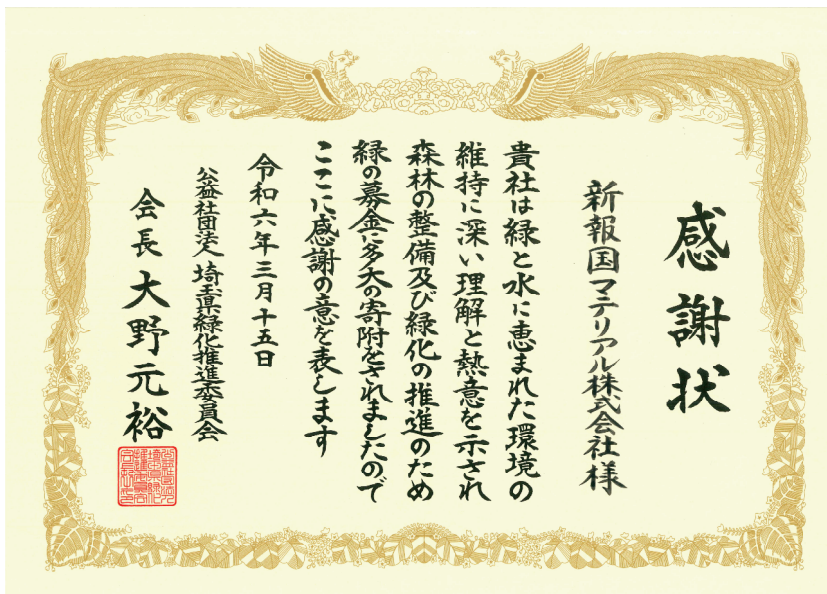 感謝状
新報国マテリアル株式会社様
貴社は緑と水に恵まれた環境の
維持に深い理解と熱意を示され
森林の整備及び緑化の推進のため
緑の募金に多大の寄附をされましたので
ここに感謝の意を表します
令和六年三月十五日
公益社団法人 埼玉県緑化推進委員会
会長 大野元裕